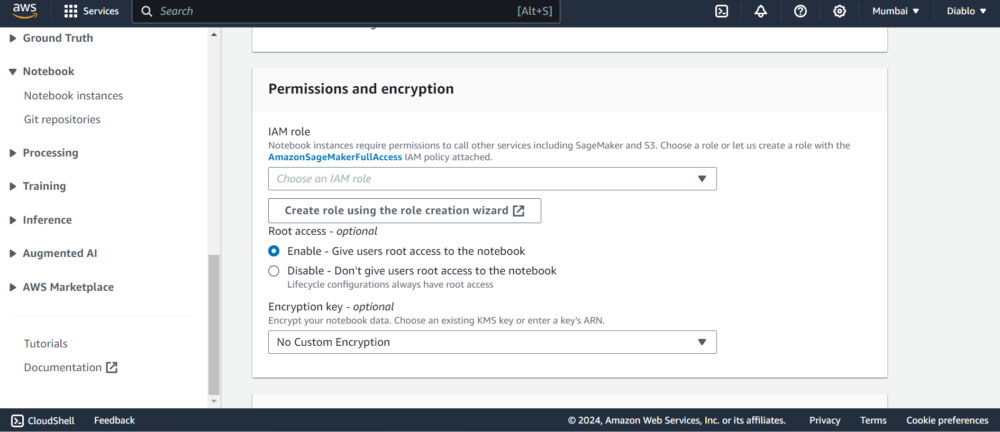 aws
Services
Search
[Alt+S]
Mumbai
Diablo
Ground Truth
Notebook
Notebook instances
Git repositories
Processing
Training
Inference
Augmented AI
AWS Marketplace
Tutorials
Documentation
Permissions and encryption
IAM role
Notebook instances require permissions to call other services including SageMaker and S3. Choose a role or let us create a role with the
AmazonSageMakerFullAccess IAM policy attached.
Choose an IAM role
Create role using the role creation wizard
Root access - optional
Enable - Give users root access to the notebook
Disable - Don't give users root access to the notebook
Lifecycle configurations always have root access
Encryption key - optional
Encrypt your notebook data. Choose an existing KMS key or enter a key's ARN.
No Custom Encryption
CloudShell
Feedback
© 2024, Amazon Web Services, Inc. or its affiliates.
Privacy
Terms
Cookie preferences